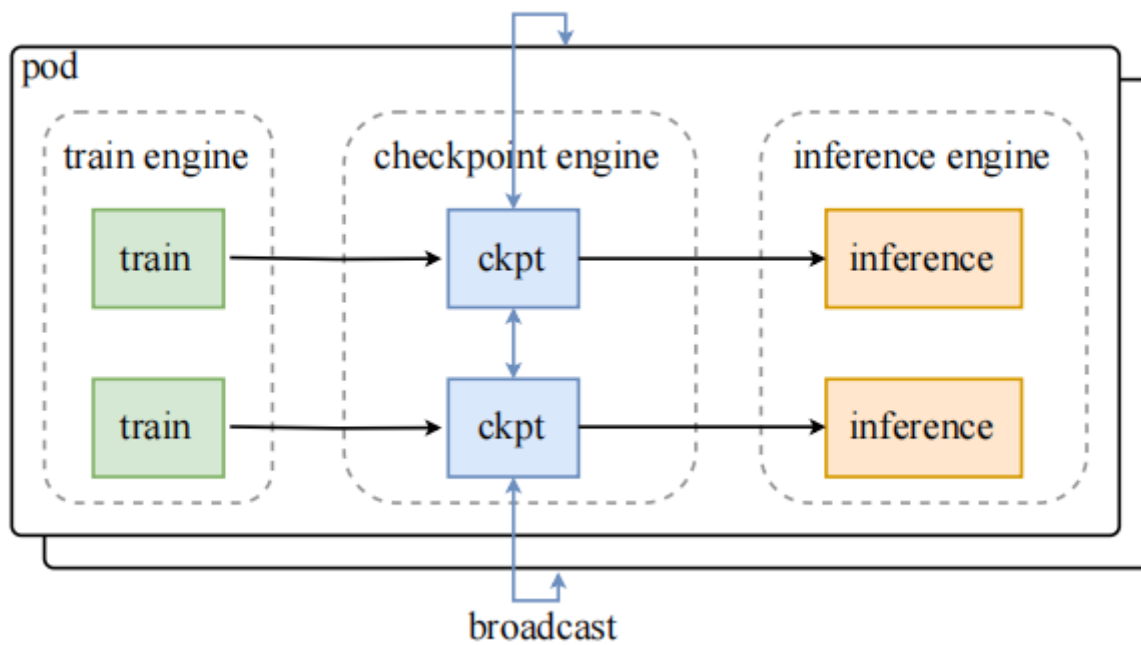 pod
train engine
checkpoint engine
inference engine
train
ckpt
inference
train
ckpt
inference
broadcast